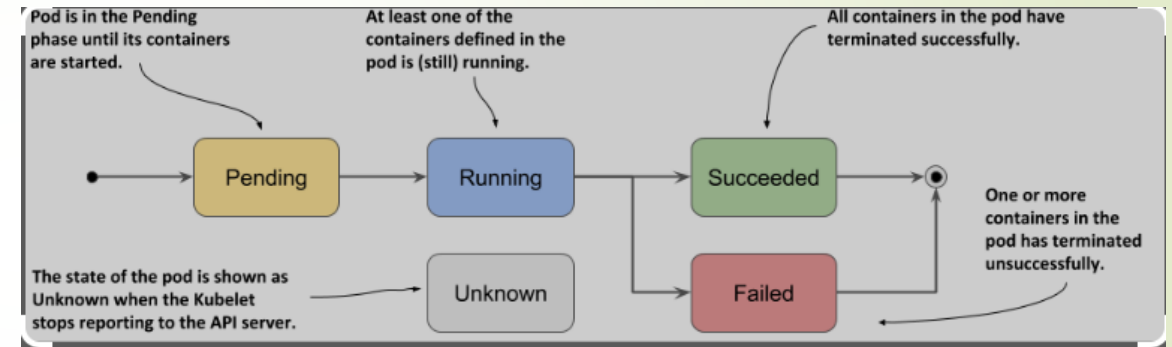 Pod is in the Pending
phase until its containers
are started.
At least one of the
containers defined in the
pod is (still) running.
All containers in the pod have
terminated successfully.
Pending
Running
Succeeded
One or more
containers in the
pod has terminated
unsuccessfully.
The state of the pod is shown as
Unknown when the Kubelet
stops reporting to the API server.
Unknown
Failed